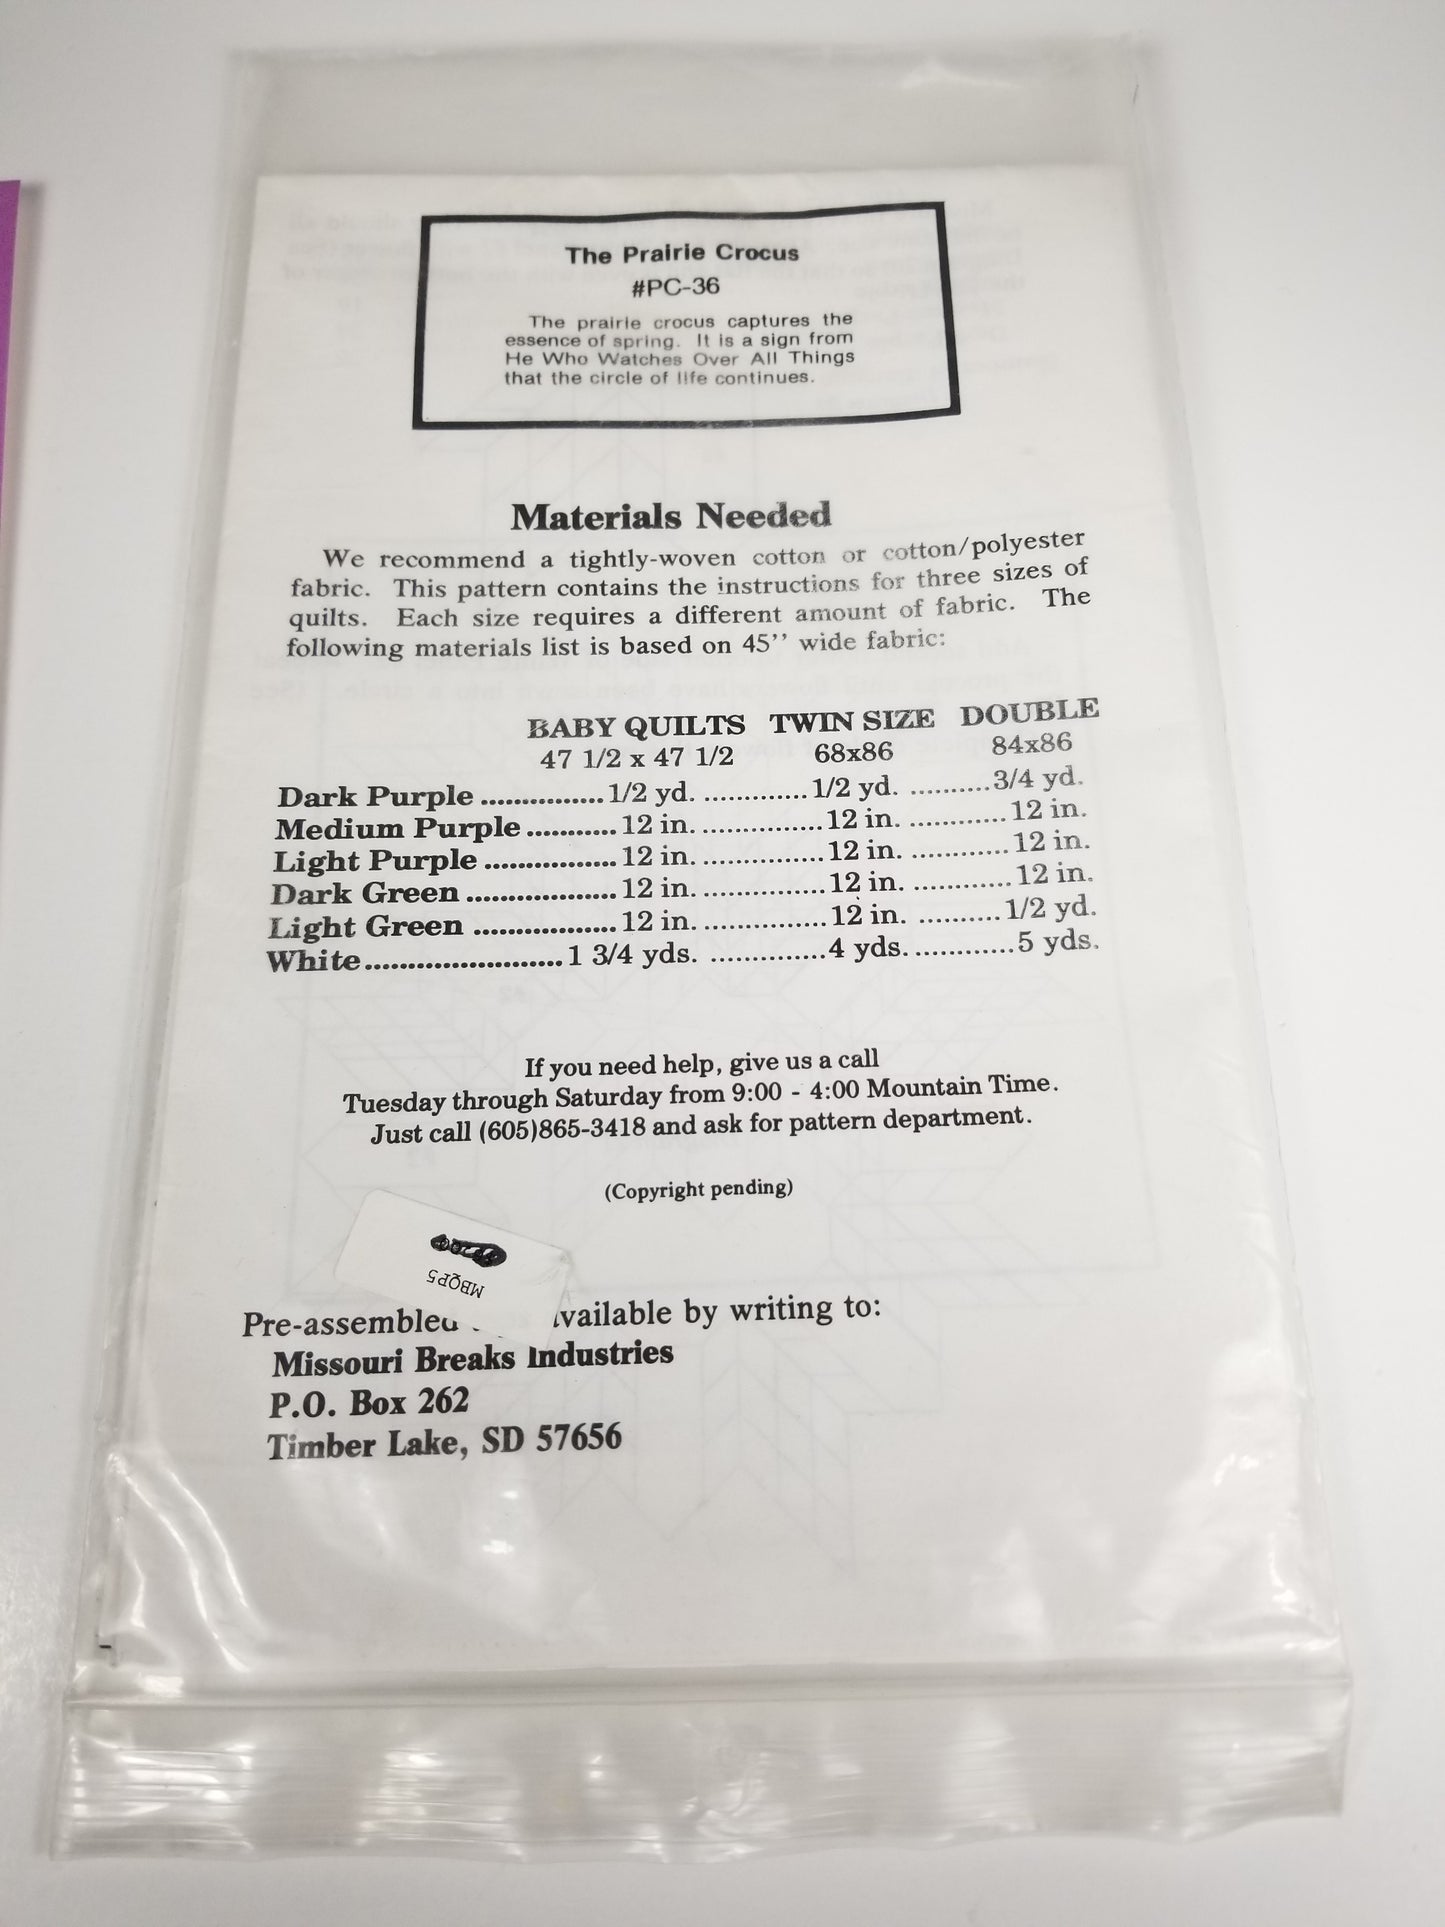 The Prairie Crocus
#PC-36
The prairie crocus captures the
essence of spring. It is a sign from
He Who Watches Over All Things
that the circle of life continues.
Materials Needed
We recommend a tightly-woven cotton or cotton/polyester
fabric. This pattern contains the instructions for three sizes of
quilts. Each size requires a different amount of fabric. The
following materials list is based on 45'' wide fabric:
BABY QUILTS TWIN SIZE DOUBLE
47 1/2 x 47 1/2 68x86 84x86
Dark Purple ................1/2 yd. .............1/2 yd. ..........3/4 yd.
Medium Purple ............12 in. ................12 in. ............12 in.
Light Purple .................12 in. ................12 in. ............12 in.
Dark Green ...................12 in. ................12 in. ............12 in.
Light Green ..................12 in. ................12 in. ..........1/2 yd.
White.......................1 3/4 yds. ...............4 yds. ............5 yds.
If you need help, give us a call
Tuesday through Saturday from 9:00 - 4:00 Mountain Time.
Just call (605)865-3418 and ask for pattern department.
(Copyright pending)
MBQP5
Pre-assembled vailable by writing to:
Missouri Breaks Industries
P.O. Box 262
Timber Lake, SD 57656